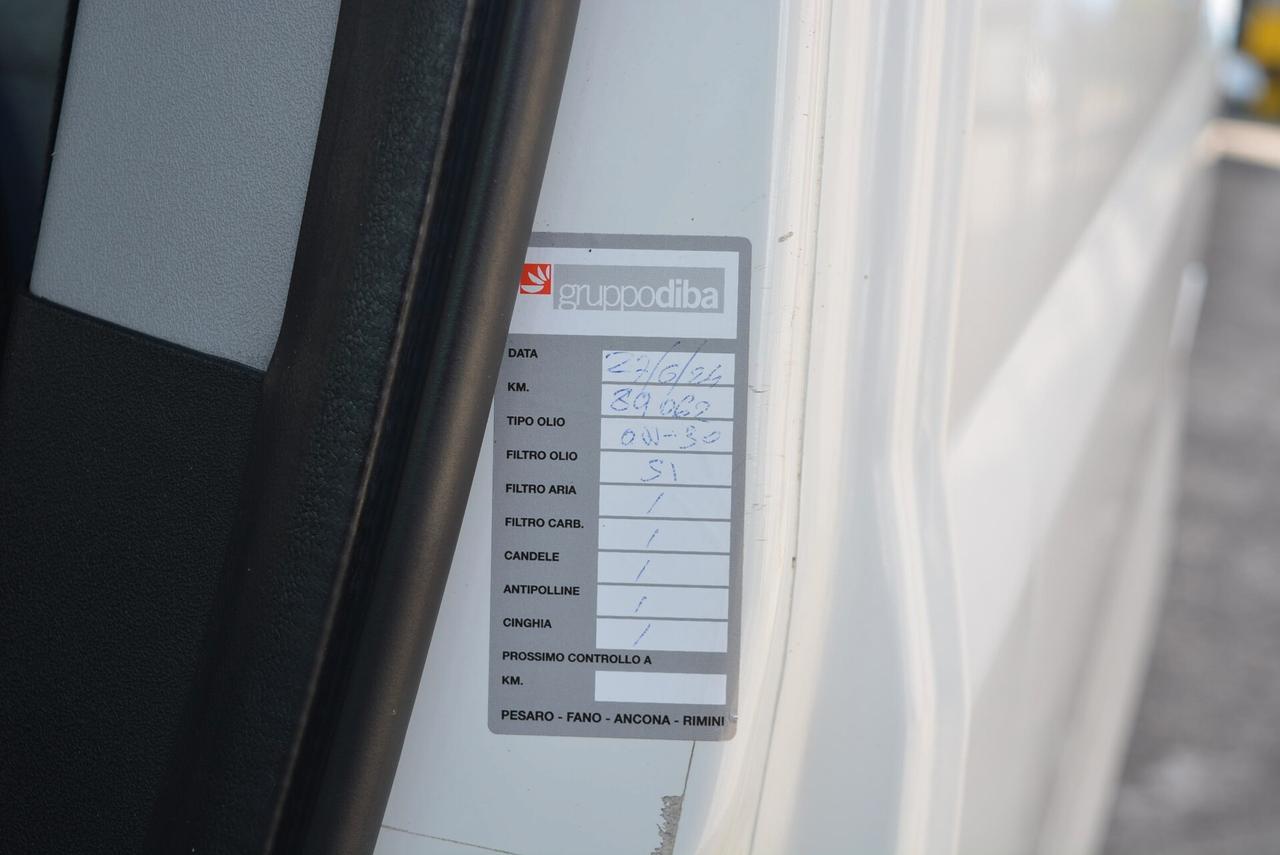 gruppodiba
DATA 27/6/24
KM. 89 062
TIPO OLIO 0W-30
FILTRO OLIO SI
FILTRO ARIA /
FILTRO CARB. /
CANDELE /
ANTIPOLLINE /
CINGHIA /
PROSSIMO CONTROLLO A
KM.
PESARO - FANO - ANCONA - RIMINI